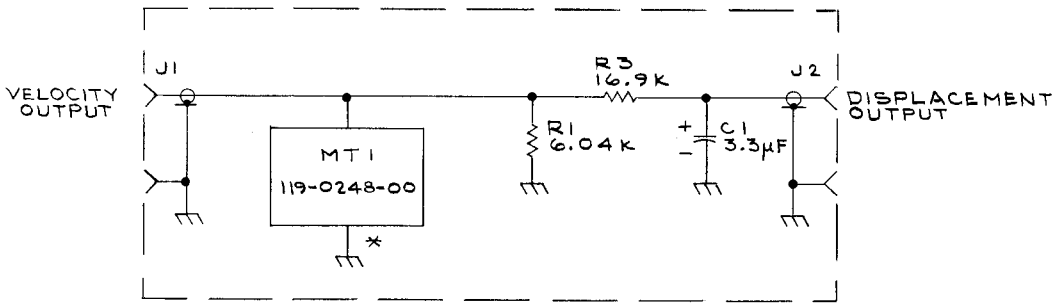 J1
VELOCITY
OUTPUT
MT1
119-0248-00
*
R1
6.04K
R3
16.9K
+
-
C1
3.3µF
J2
DISPLACEMENT
OUTPUT